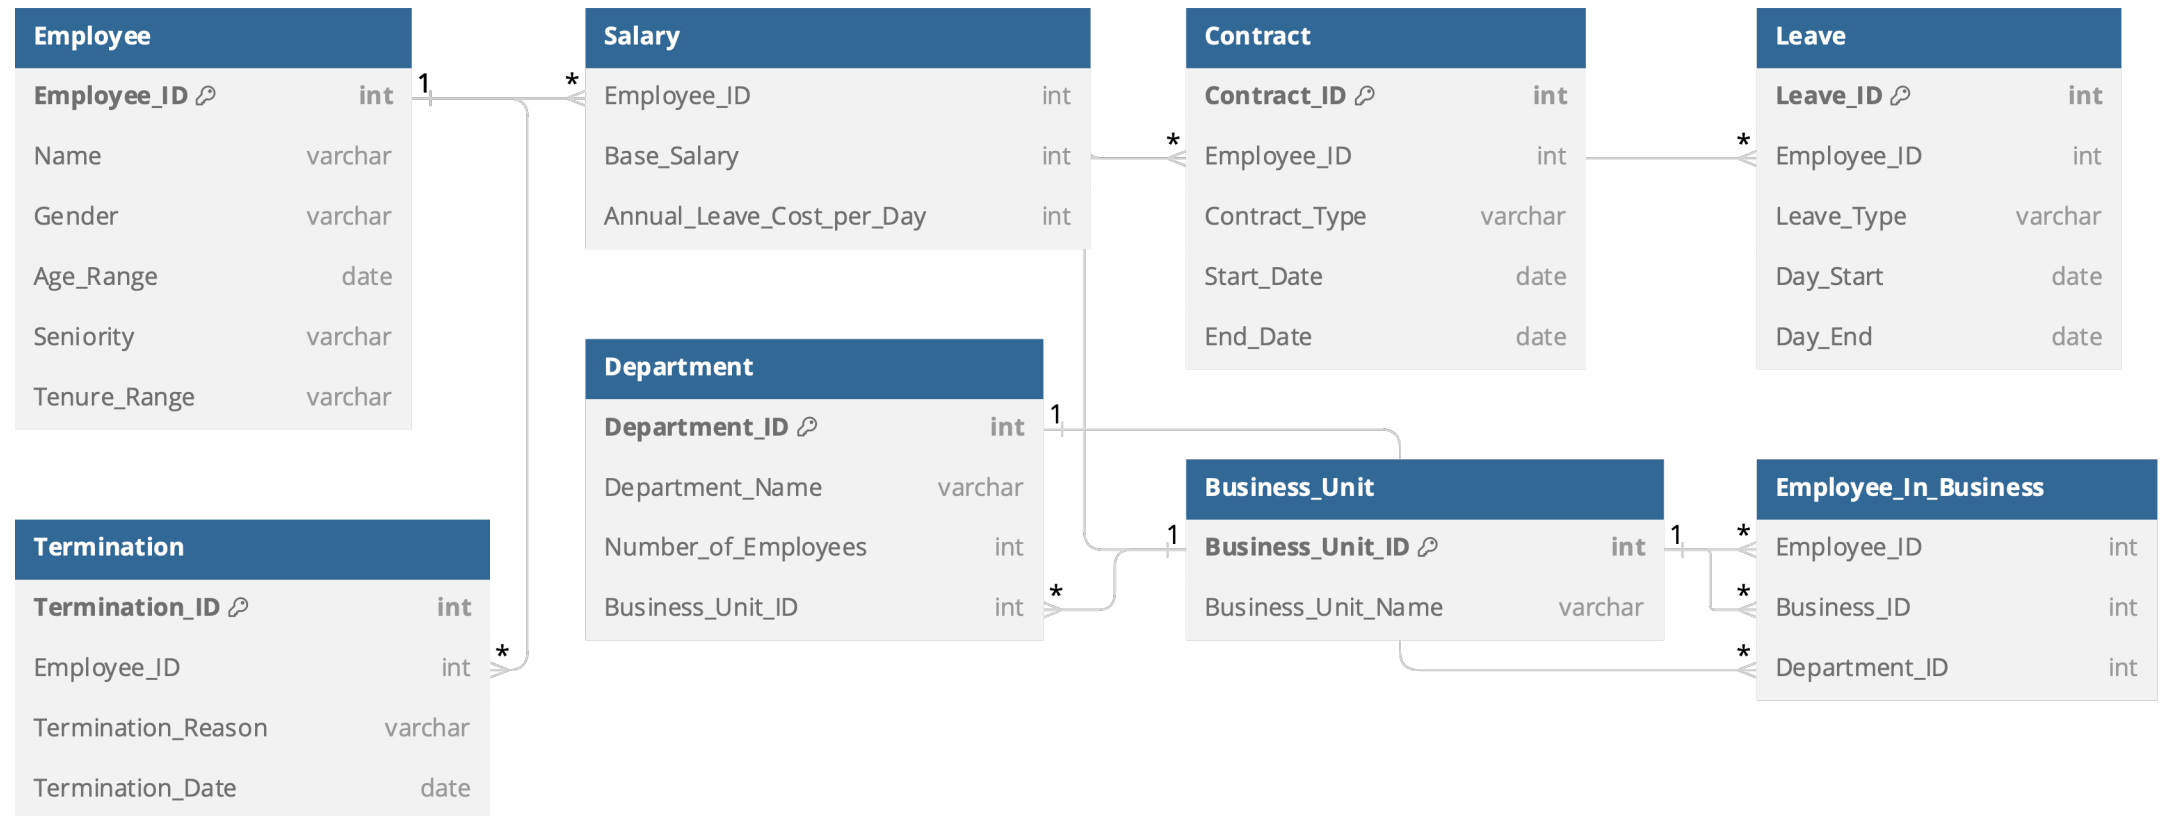 Employee
Employee_ID int
Name varchar
Gender varchar
Age_Range date
Seniority varchar
Tenure_Range varchar
1
*
Salary
Employee_ID int
Base_Salary int
Annual_Leave_Cost_per_Day int
*
Contract
Contract_ID int
Employee_ID int
Contract_Type varchar
Start_Date date
End_Date date
*
Leave
Leave_ID int
Employee_ID int
Leave_Type varchar
Day_Start date
Day_End date
Termination
Termination_ID int
Employee_ID int
Termination_Reason varchar
Termination_Date date
*
Department
Department_ID int
Department_Name varchar
Number_of_Employees int
Business_Unit_ID int
1
*
1
Business_Unit
Business_Unit_ID int
Business_Unit_Name varchar
1
*
*
*
Employee_In_Business
Employee_ID int
Business_ID int
Department_ID int